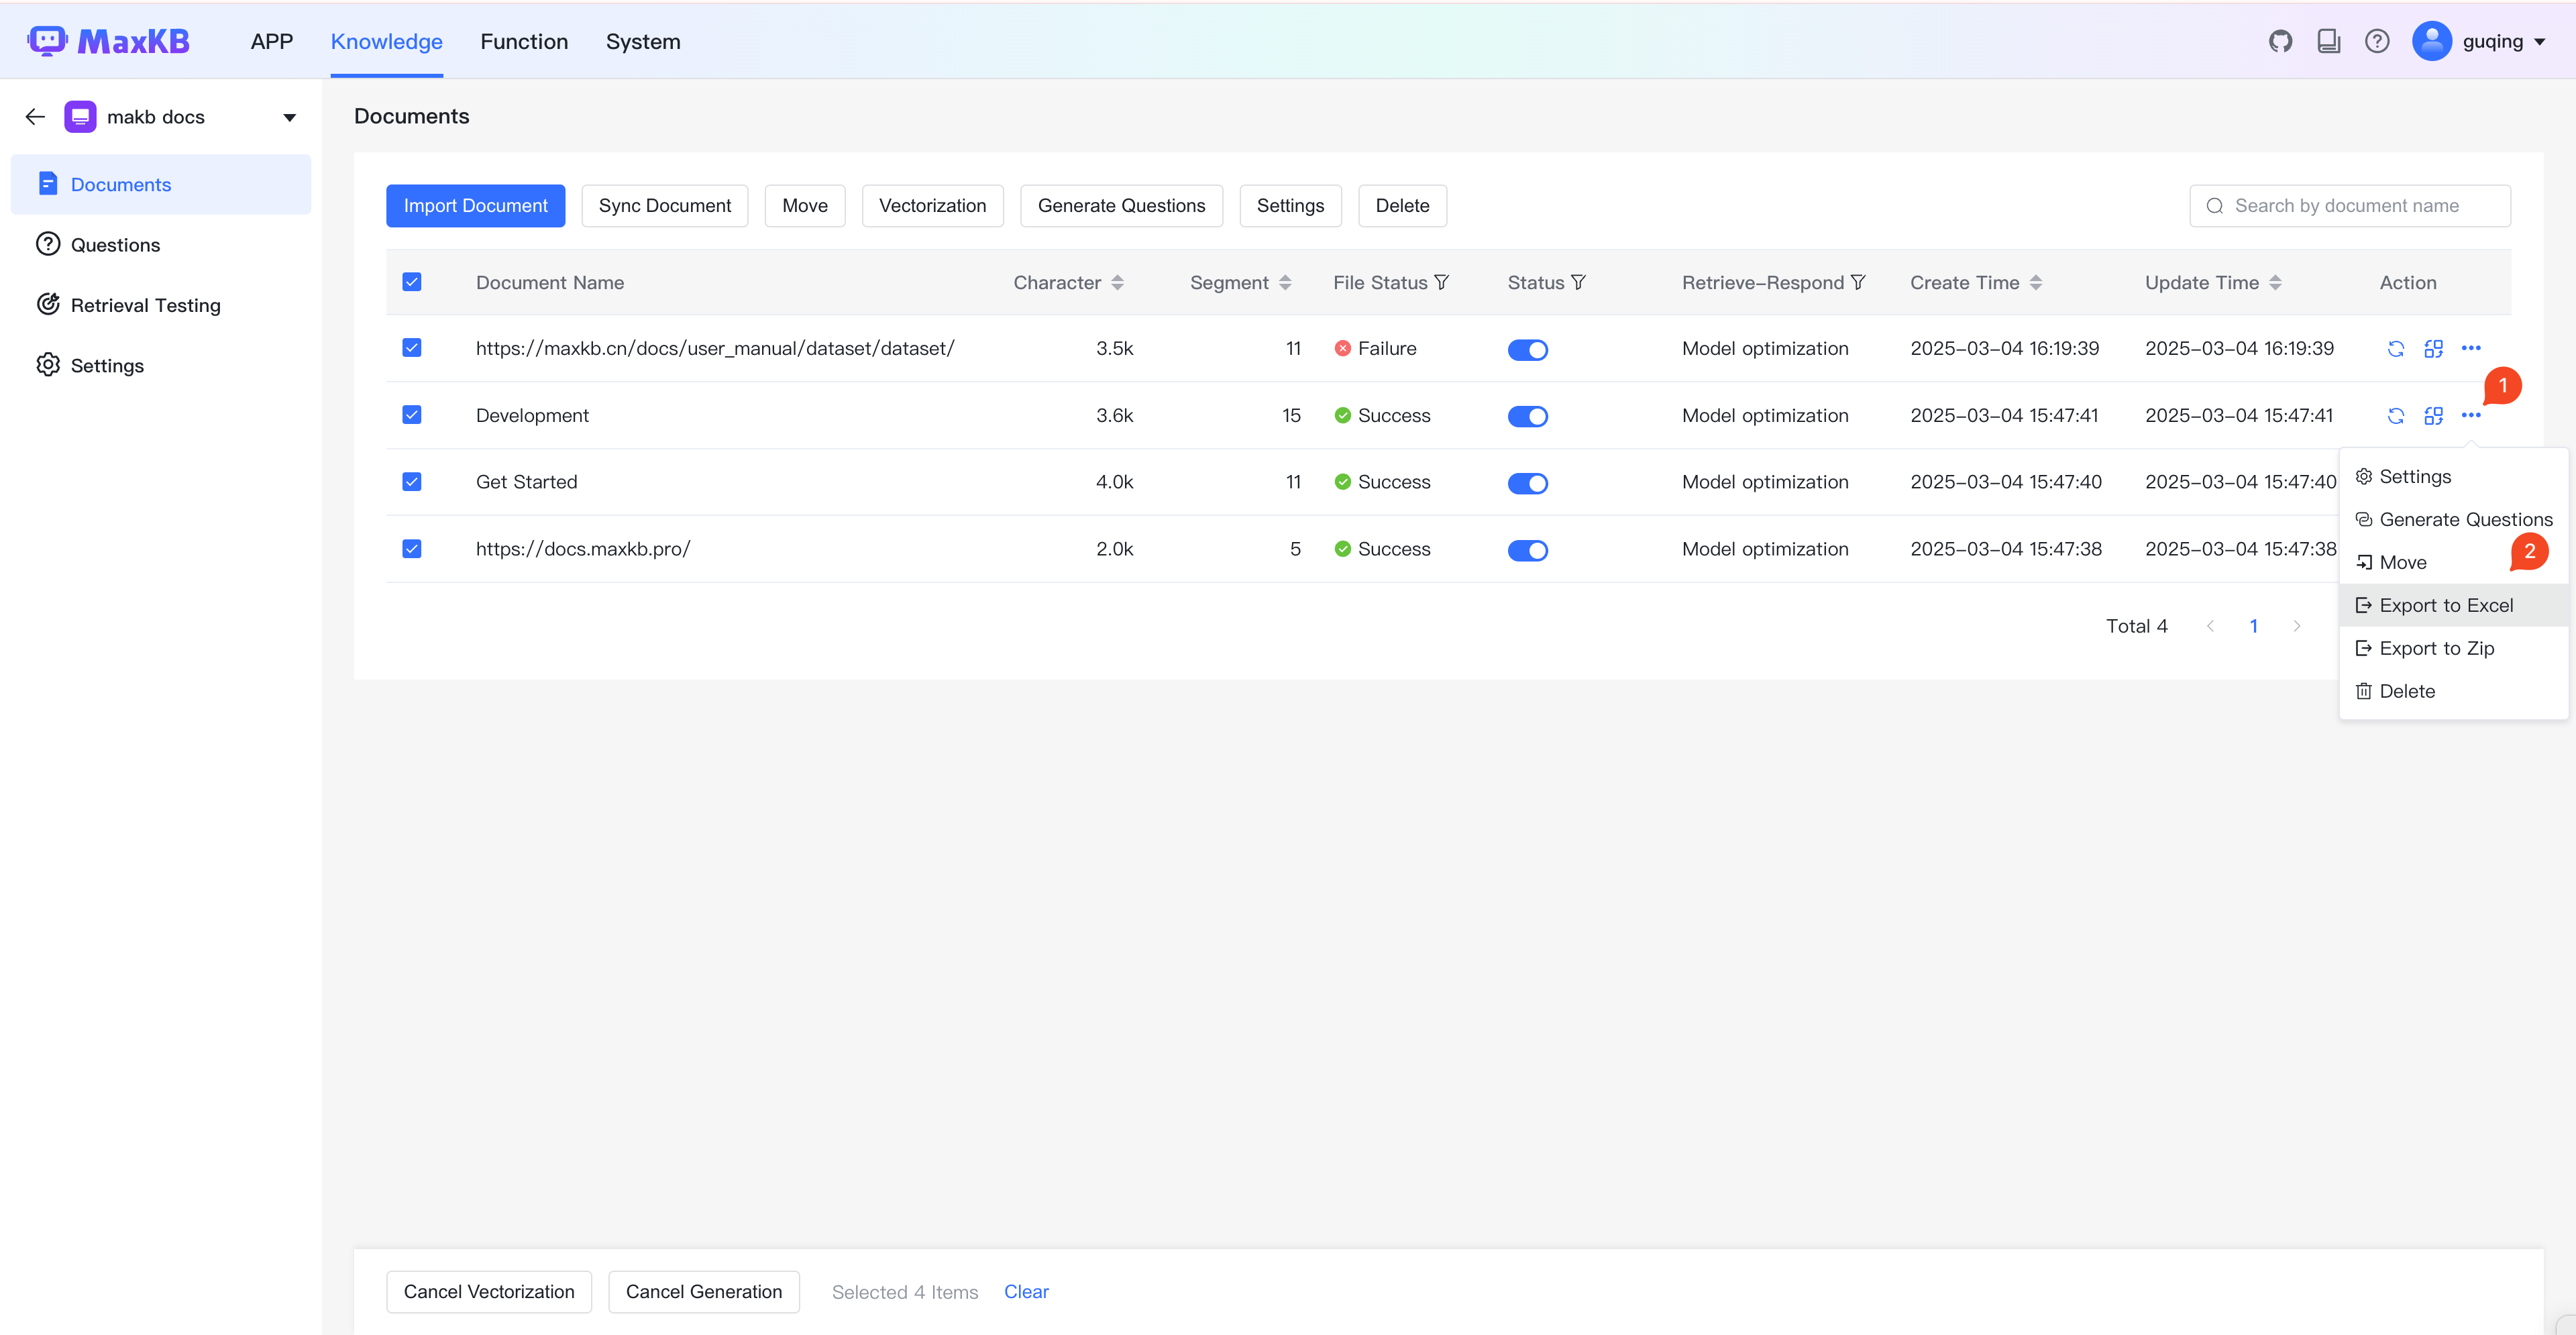 MaxKB APP Knowledge Function System guqing
makb docs
Documents
Questions
Retrieval Testing
Settings
Documents
Import Document Sync Document Move Vectorization Generate Questions Settings Delete Search by document name
Document Name Character Segment File Status Status Retrieve-Respond Create Time Update Time Action
https://maxkb.cn/docs/user_manual/dataset/dataset/ 3.5k 11 Failure Model optimization 2025-03-04 16:19:39 2025-03-04 16:19:39
1
Development 3.6k 15 Success Model optimization 2025-03-04 15:47:41 2025-03-04 15:47:41
Get Started 4.0k 11 Success Model optimization 2025-03-04 15:47:40 2025-03-04 15:47:40
https://docs.maxkb.pro/ 2.0k 5 Success Model optimization 2025-03-04 15:47:38 2025-03-04 15:47:38
Total 4 1
Settings
Generate Questions
2
Move
Export to Excel
Export to Zip
Delete
Cancel Vectorization Cancel Generation Selected 4 Items Clear